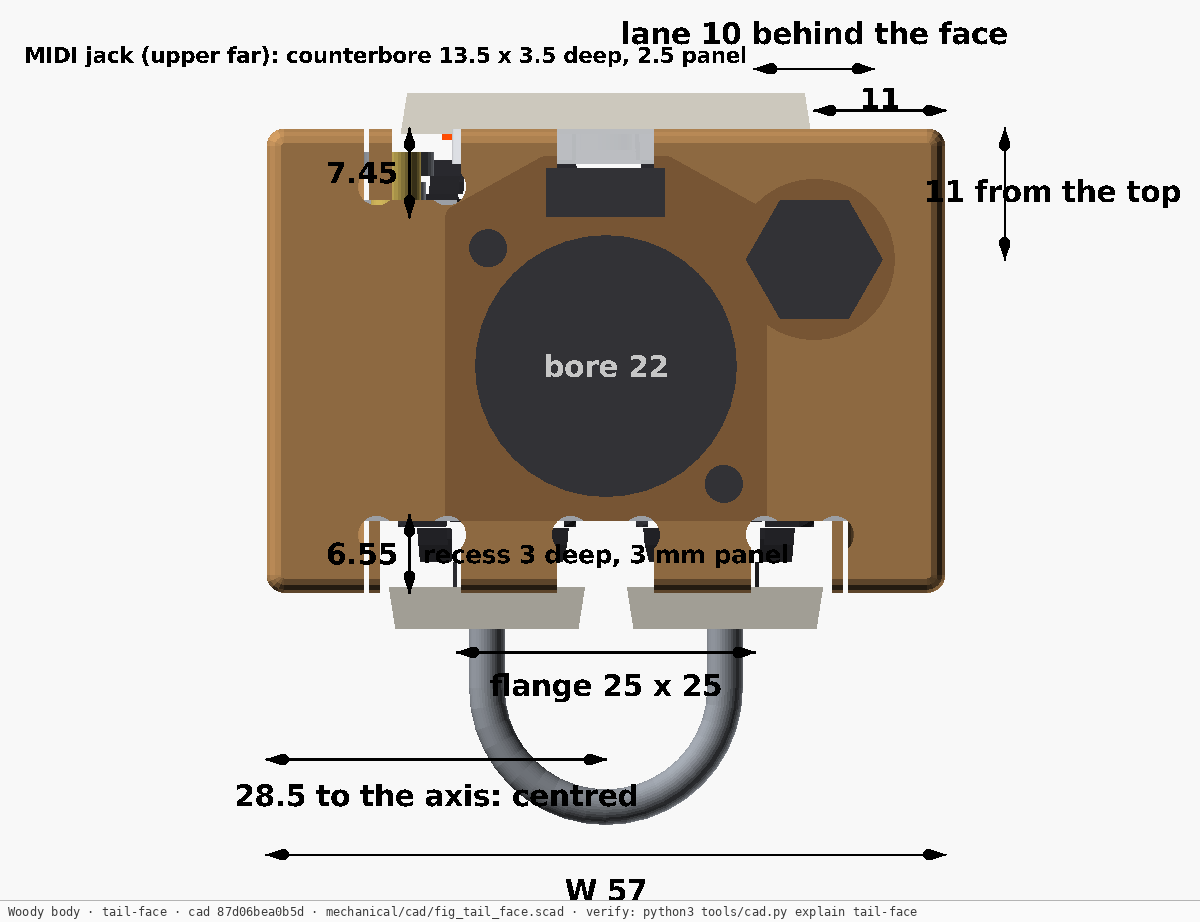 lane 10 behind the face
MIDI jack (upper far): counterbore 13.5 x 3.5 deep, 2.5 panel
11
7.45
11 from the top
bore 22
6.55
recess 3 deep, 3 mm panel
flange 25 x 25
28.5 to the axis: centred
W 57
Woody body · tail-face · cad 87d06bea0b5d · mechanical/cad/fig_tail_face.scad · verify: python3 tools/cad.py explain tail-face